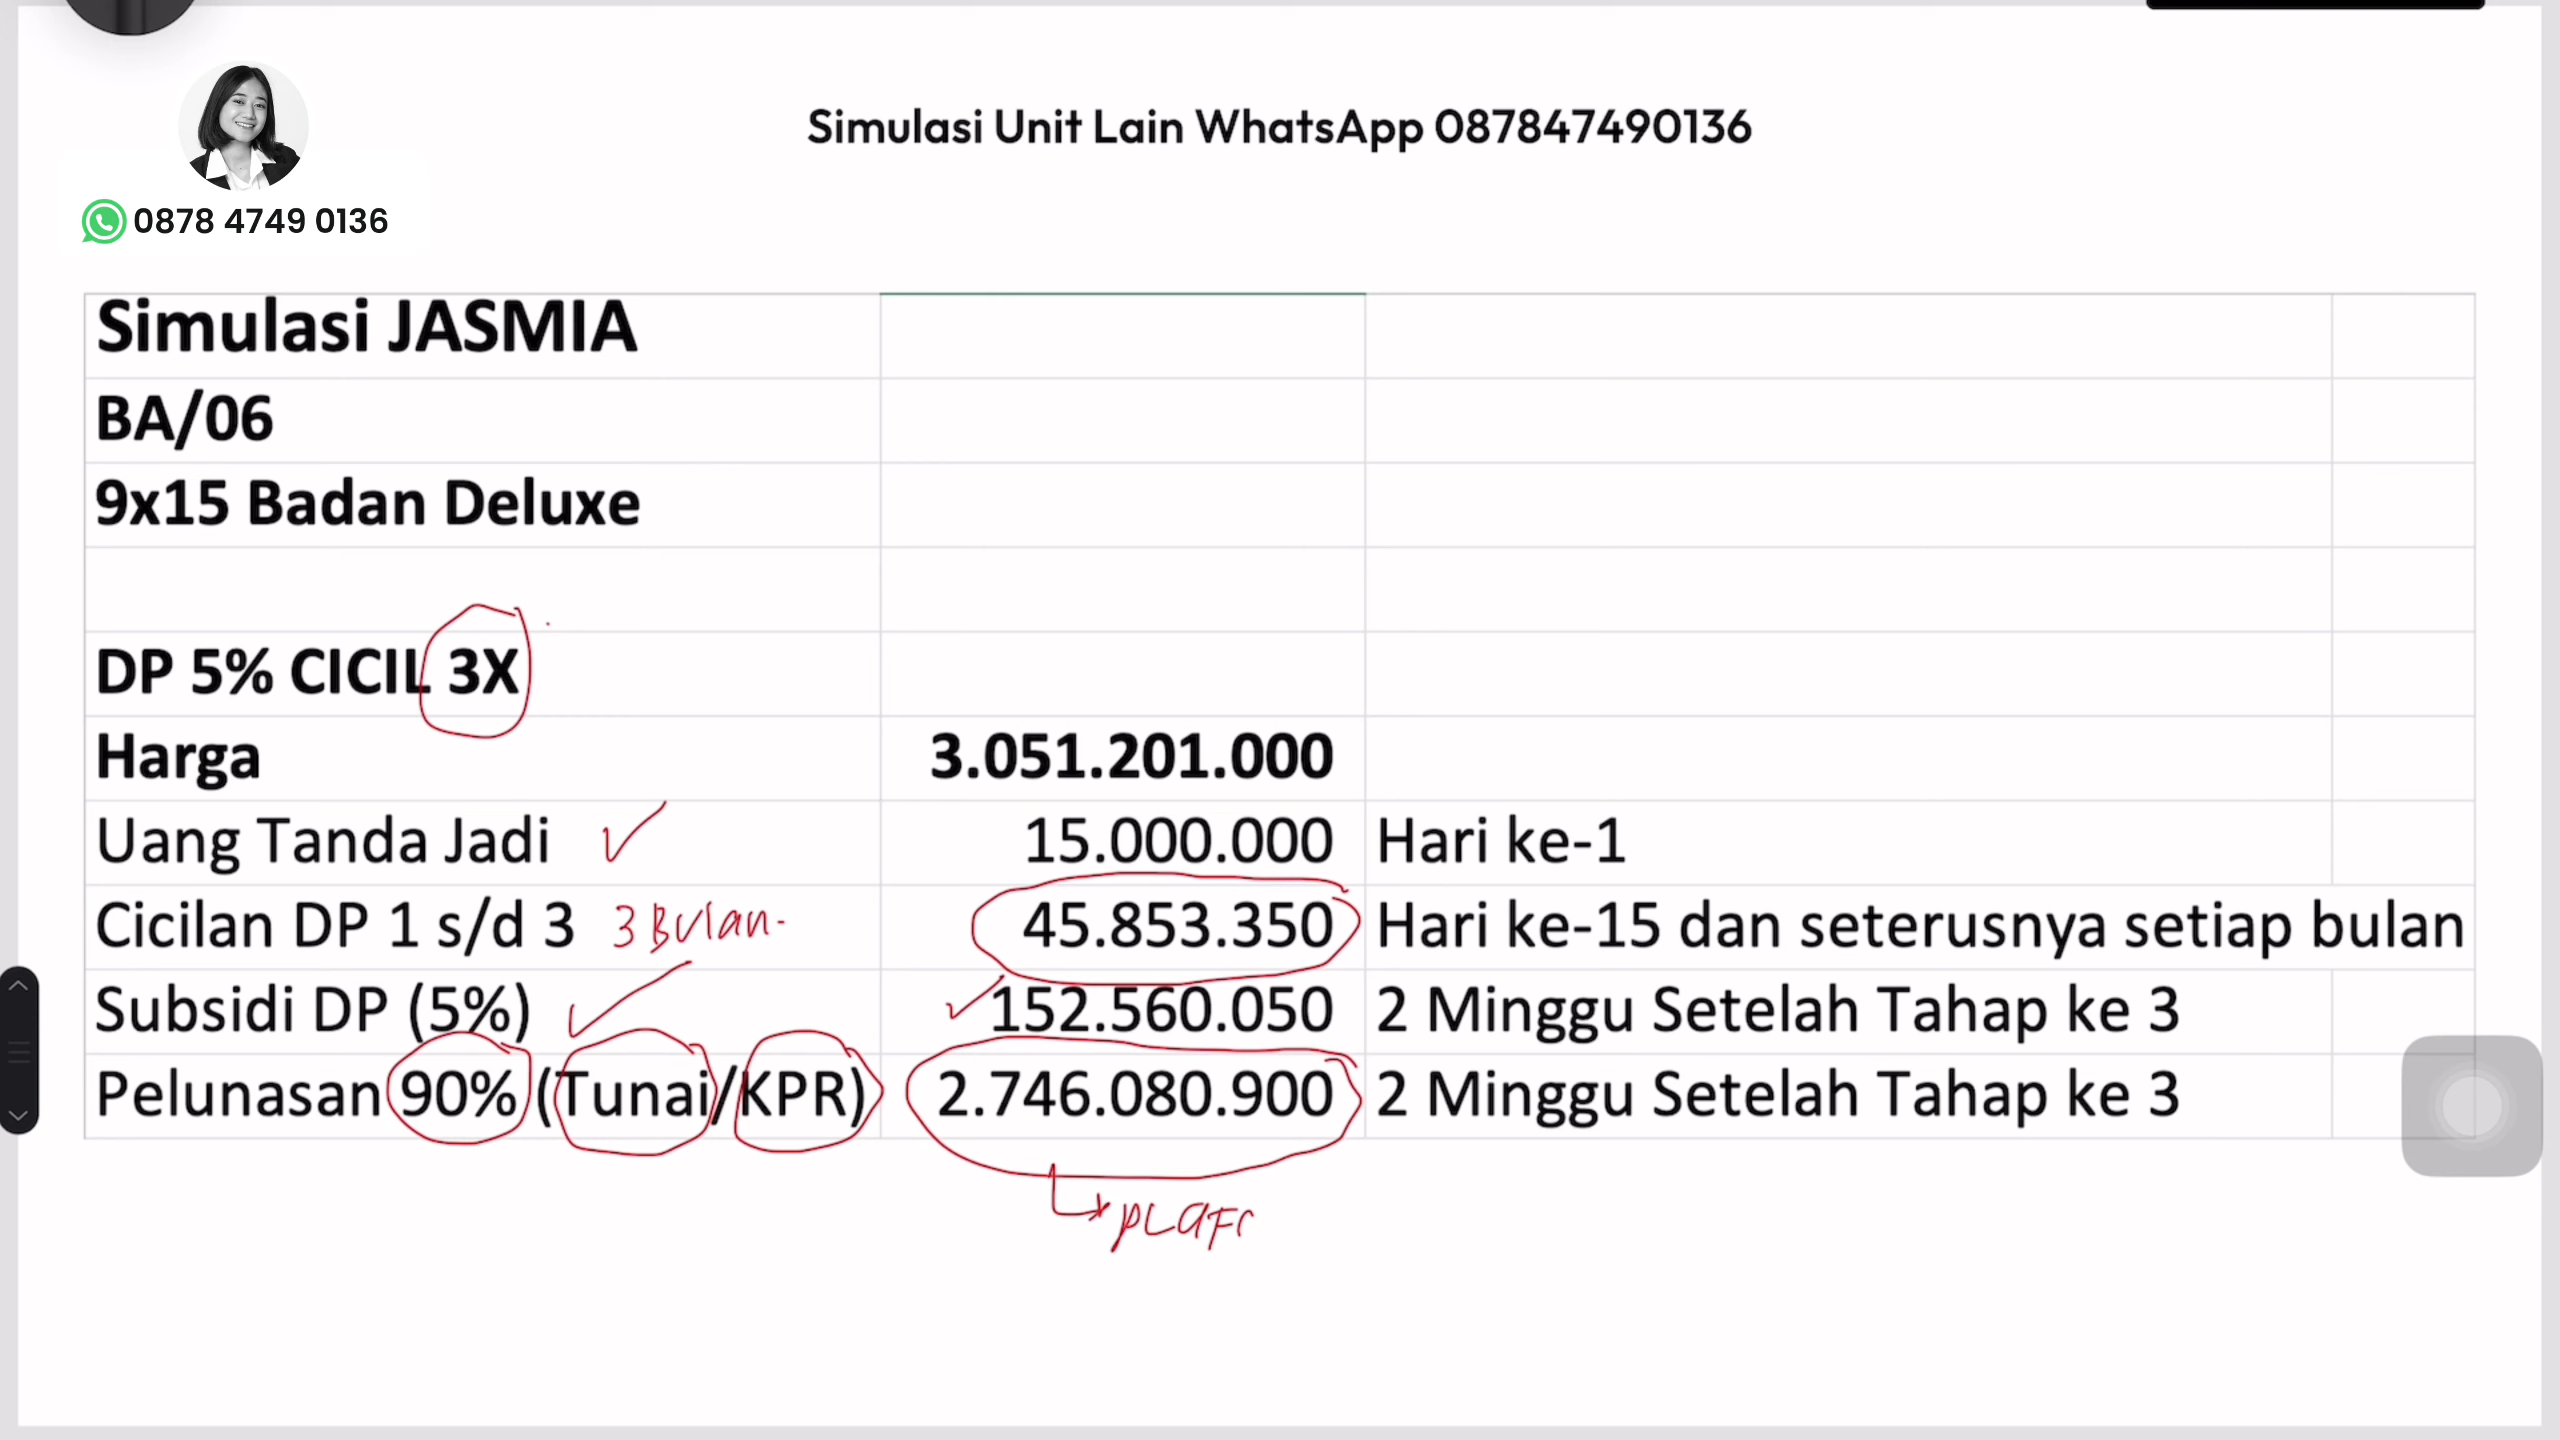 Simulasi Unit Lain WhatsApp 087847490136
0878 4749 0136
Simulasi JASMIA
BA/06
9x15 Badan Deluxe
DP 5% CICIL 3X
Harga 3.051.201.000
Uang Tanda Jadi 15.000.000 Hari ke-1
Cicilan DP 1 s/d 3 3 Bulan- 45.853.350 Hari ke-15 dan seterusnya setiap bulan
Subsidi DP (5%) 152.560.050 2 Minggu Setelah Tahap ke 3
Pelunasan 90% (Tunai/KPR) 2.746.080.900 2 Minggu Setelah Tahap ke 3